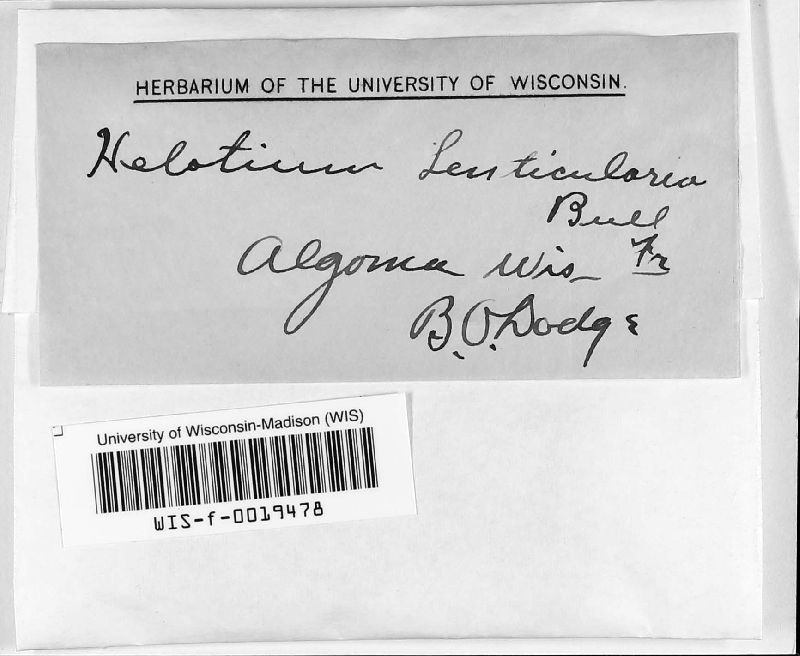 HERBARIUM OF THE UNIVERSITY OF WISCONSIN.
Helotium Lenticularia
Bull
Algoma Wis Fr
B.O. Dodge
University of Wisconsin-Madison (WIS)
WIS-f-0019478